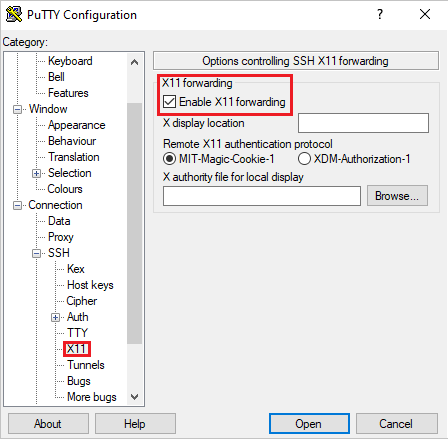 PuTTY Configuration
Category:
Keyboard
Bell
Features
Window
Appearance
Behaviour
Translation
Selection
Colours
Connection
Data
Proxy
SSH
Kex
Host keys
Cipher
Auth
TTY
X11
Tunnels
Bugs
More bugs
Options controlling SSH X11 forwarding
X11 forwarding
Enable X11 forwarding
X display location
Remote X11 authentication protocol
MIT-Magic-Cookie-1 XDM-Authorization-1
X authority file for local display
Browse...
About Help Open Cancel